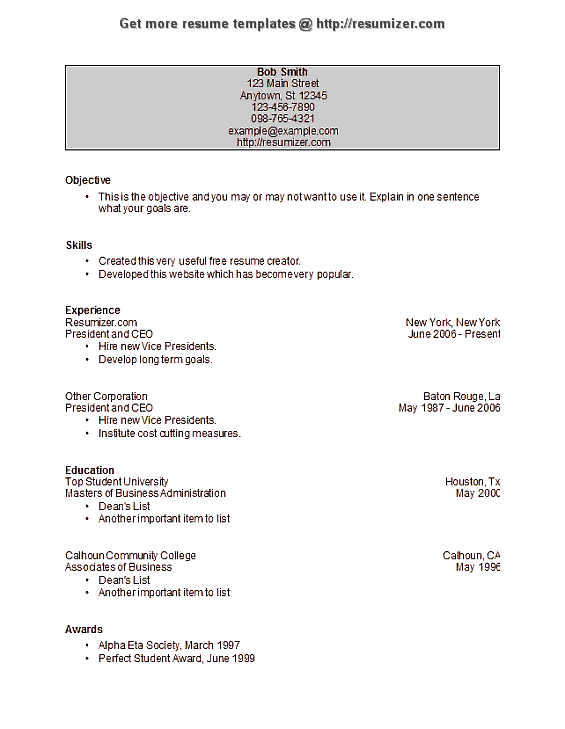 Get more resume templates @ http://resumizer.com
Bob Smith
123 Main Street
Anytown, St 12345
123-456-7890
098-765-4321
example@example.com
http://resumizer.com
Objective
• This is the objective and you may or may not want to use it. Explain in one sentence
what your goals are.
Skills
• Created this very useful free resume creator.
• Developed this website which has become very popular.
Experience
Resumizer.com New York, New York
President and CEO June 2006 - Present
• Hire new Vice Presidents.
• Develop long term goals.
Other Corporation Baton Rouge, La
President and CEO May 1987 - June 2006
• Hire new Vice Presidents.
• Institute cost cutting measures.
Education
Top Student University Houston, Tx
Masters of Business Administration May 2000
• Dean's List
• Another important item to list
Calhoun Community College Calhoun, CA
Associates of Business May 1996
• Dean's List
• Another important item to list
Awards
• Alpha Eta Society, March 1997
• Perfect Student Award, June 1999